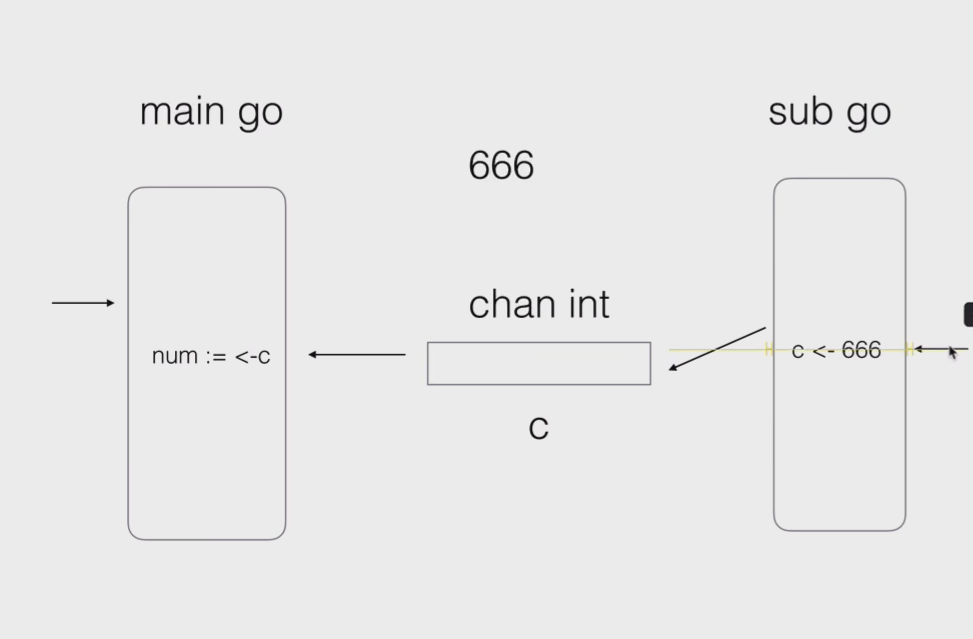 main go
sub go
666
chan int
num := <-c
c <- 666
c